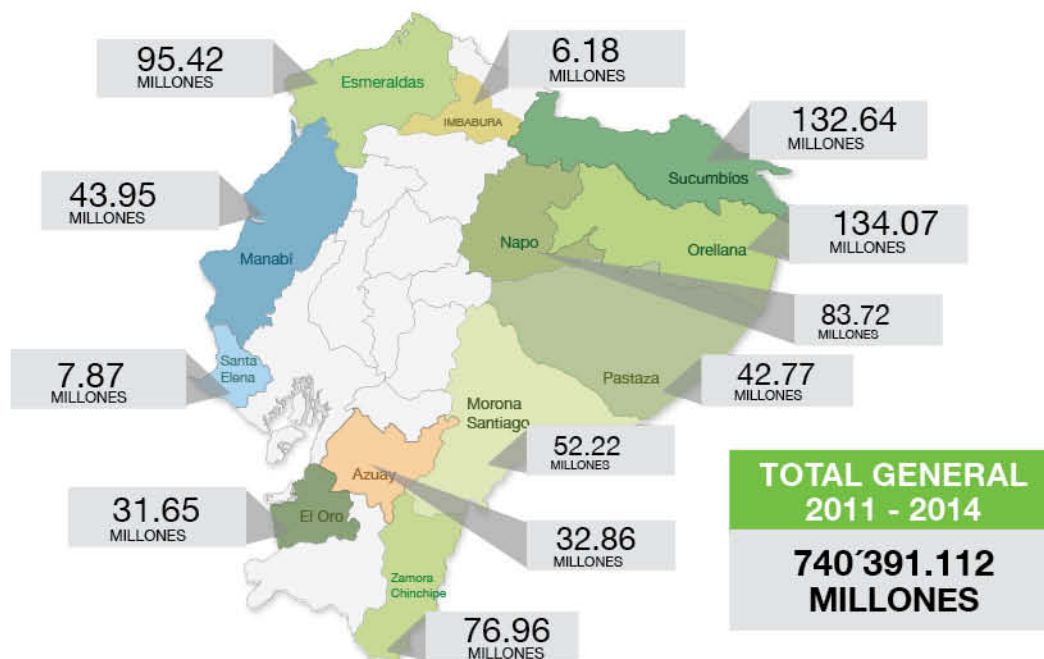 95.42
MILLONES
Esmeraldas
6.18
MILLONES
IMBABURA
132.64
MILLONES
Sucumbíos
43.95
MILLONES
Manabí
Napo
Orellana
134.07
MILLONES
83.72
MILLONES
Santa
Elena
7.87
MILLONES
Pastaza
42.77
MILLONES
Morona
Santiago
52.22
MILLONES
Azuay
El Oro
31.65
MILLONES
32.86
MILLONES
Zamora
Chinchipe
76.96
MILLONES
TOTAL GENERAL
2011 - 2014
740´391.112
MILLONES